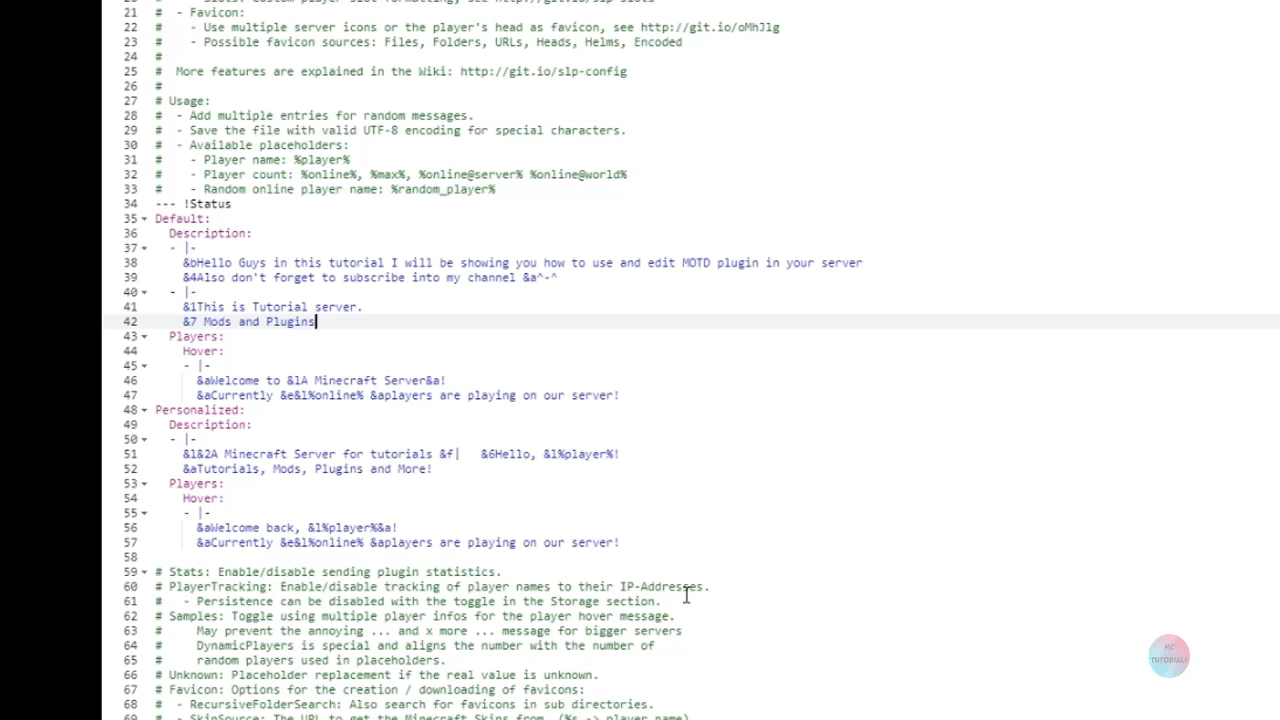 21 # - Favicon:
22 # - Use multiple server icons or the player's head as favicon, see http://git.io/oMhJlg
23 # - Possible favicon sources: Files, Folders, URLs, Heads, Helms, Encoded
24 #
25 # More features are explained in the Wiki: http://git.io/slp-config
26 #
27 # Usage:
28 # - Add multiple entries for random messages.
29 # - Save the file with valid UTF-8 encoding for special characters.
30 # - Available placeholders:
31 # - Player name: %player%
32 # - Player count: %online%, %max%, %online@server% %online@world%
33 # - Random online player name: %random_player%
34 --- !Status
35 Default:
36 Description:
37 - |-
38 &bHello Guys in this tutorial I will be showing you how to use and edit MOTD plugin in your server
39 &4Also don't forget to subscribe into my channel &a^-^
40 - |-
41 &1This is Tutorial server.
42 &7 Mods and Plugins
43 Players:
44 Hover:
45 - |-
46 &aWelcome to &lA Minecraft Server&a!
47 &aCurrently &e&l%online% &aplayers are playing on our server!
48 Personalized:
49 Description:
50 - |-
51 &l&2A Minecraft Server for tutorials &f| &6Hello, &l%player%!
52 &aTutorials, Mods, Plugins and More!
53 Players:
54 Hover:
55 - |-
56 &aWelcome back, &l%player%&a!
57 &aCurrently &e&l%online% &aplayers are playing on our server!
58
59 # Stats: Enable/disable sending plugin statistics.
60 # PlayerTracking: Enable/disable tracking of player names to their IP-Addresses.
61 # - Persistence can be disabled with the toggle in the Storage section.
62 # Samples: Toggle using multiple player infos for the player hover message.
63 # May prevent the annoying ... and x more ... message for bigger servers
64 # DynamicPlayers is special and aligns the number with the number of
65 # random players used in placeholders.
66 # Unknown: Placeholder replacement if the real value is unknown.
67 # Favicon: Options for the creation / downloading of favicons:
68 # - RecursiveFolderSearch: Also search for favicons in sub directories.
69 # - SkinSource: The URL to get the Minecraft Skins from. (%s -> player name)
KC
TUTORIALS